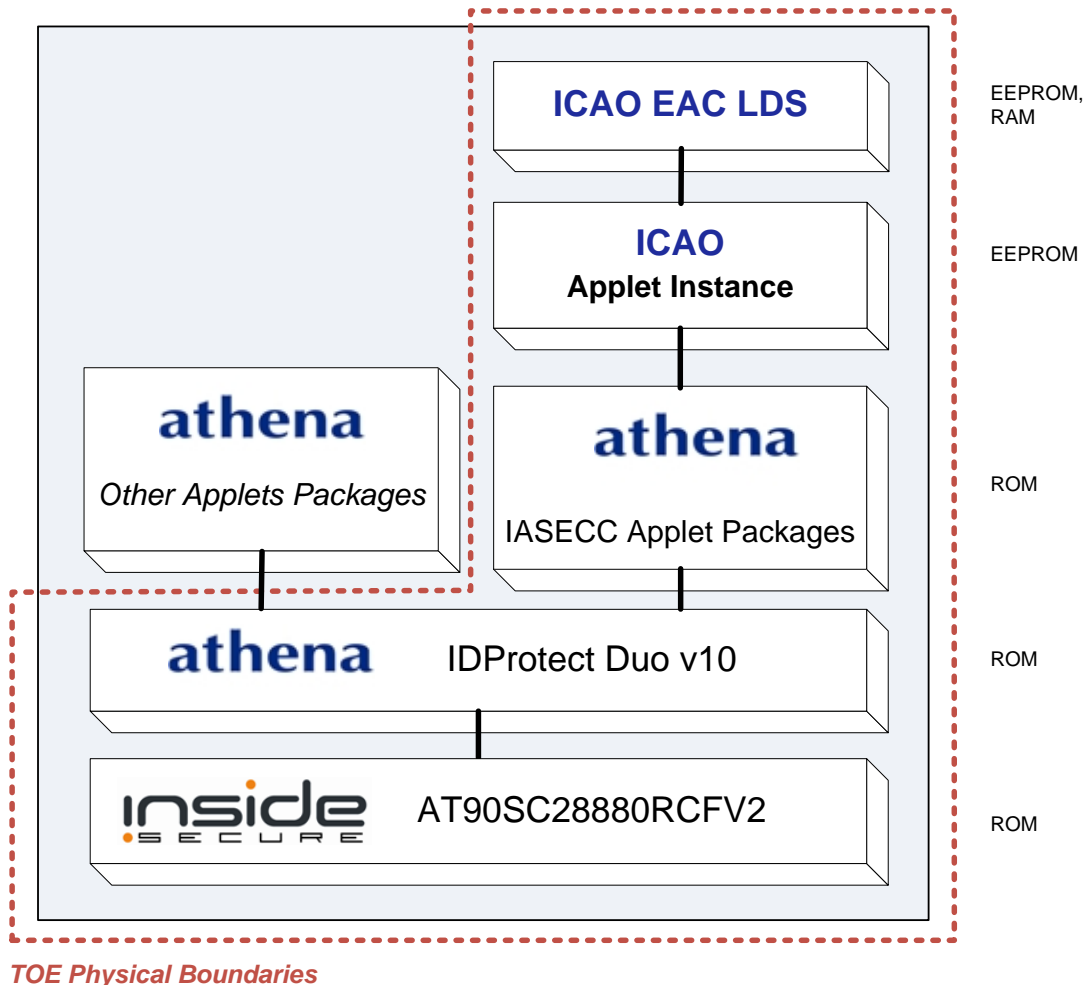 ICAO EAC LDS
EEPROM,
RAM
ICAO
Applet Instance
EEPROM
athena
Other Applets Packages
athena
IASECC Applet Packages
ROM
athena IDProtect Duo v10
ROM
inside
SECURE
AT90SC28880RCFV2
ROM
TOE Physical Boundaries